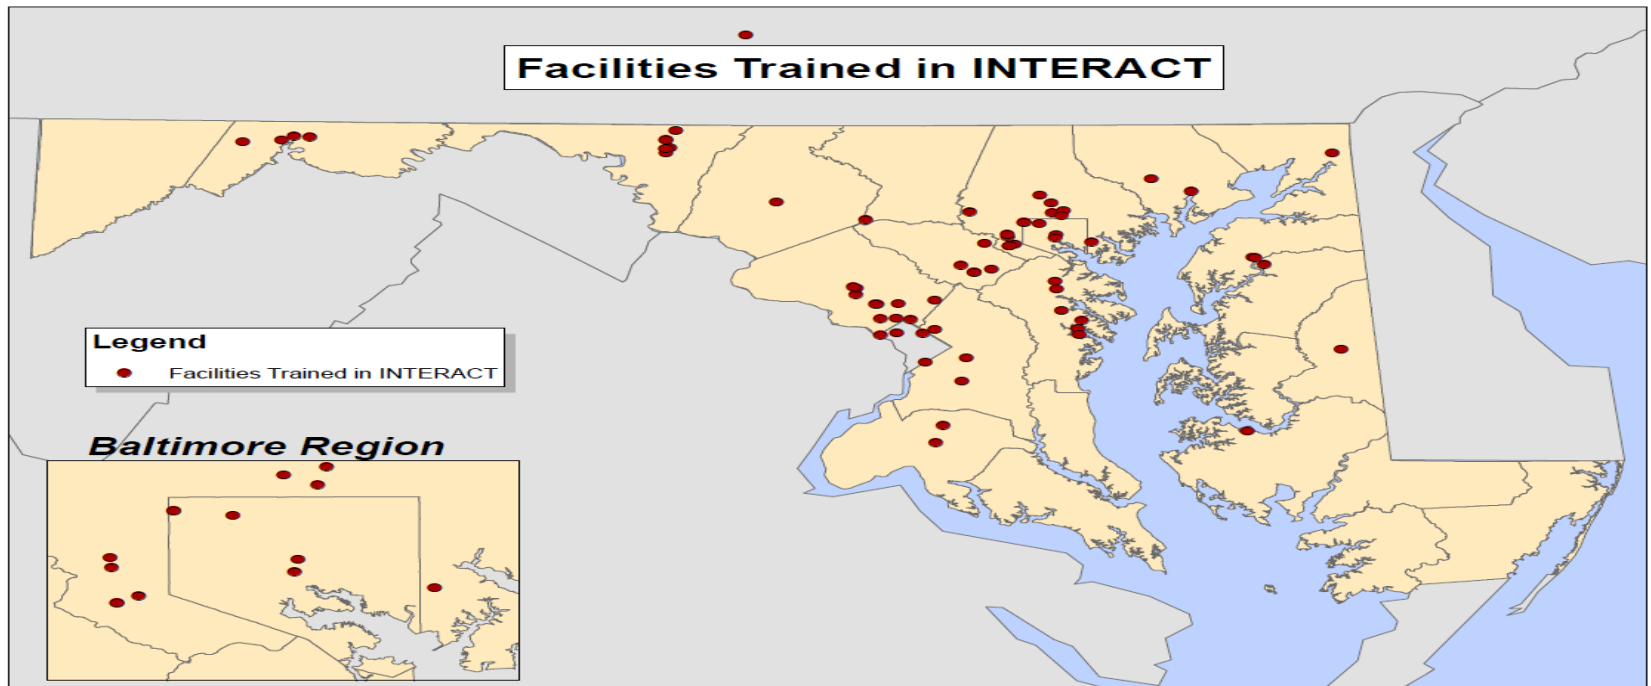 Facilities Trained in INTERACT
Legend
Facilities Trained in INTERACT
Baltimore Region